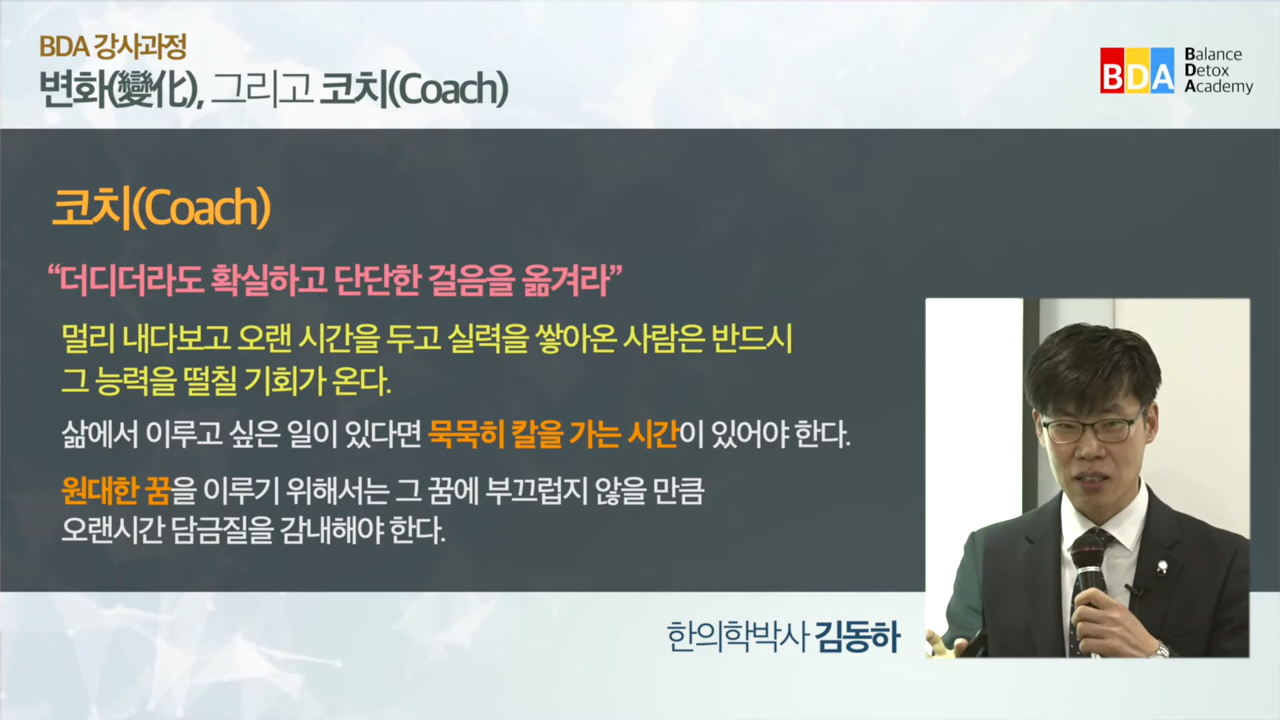 BDA 강사과정
변화(變化), 그리고 코치(Coach)
BDA
Balance
Detox
Academy
코치(Coach)
“더디더라도 확실하고 단단한 걸음을 옮겨라”
멀리 내다보고 오랜 시간을 두고 실력을 쌓아온 사람은 반드시
그 능력을 떨칠 기회가 온다.
삶에서 이루고 싶은 일이 있다면 묵묵히 칼을 가는 시간이 있어야 한다.
원대한 꿈을 이루기 위해서는 그 꿈에 부끄럽지 않을 만큼
오랜시간 담금질을 감내해야 한다.
한의학박사 김동하